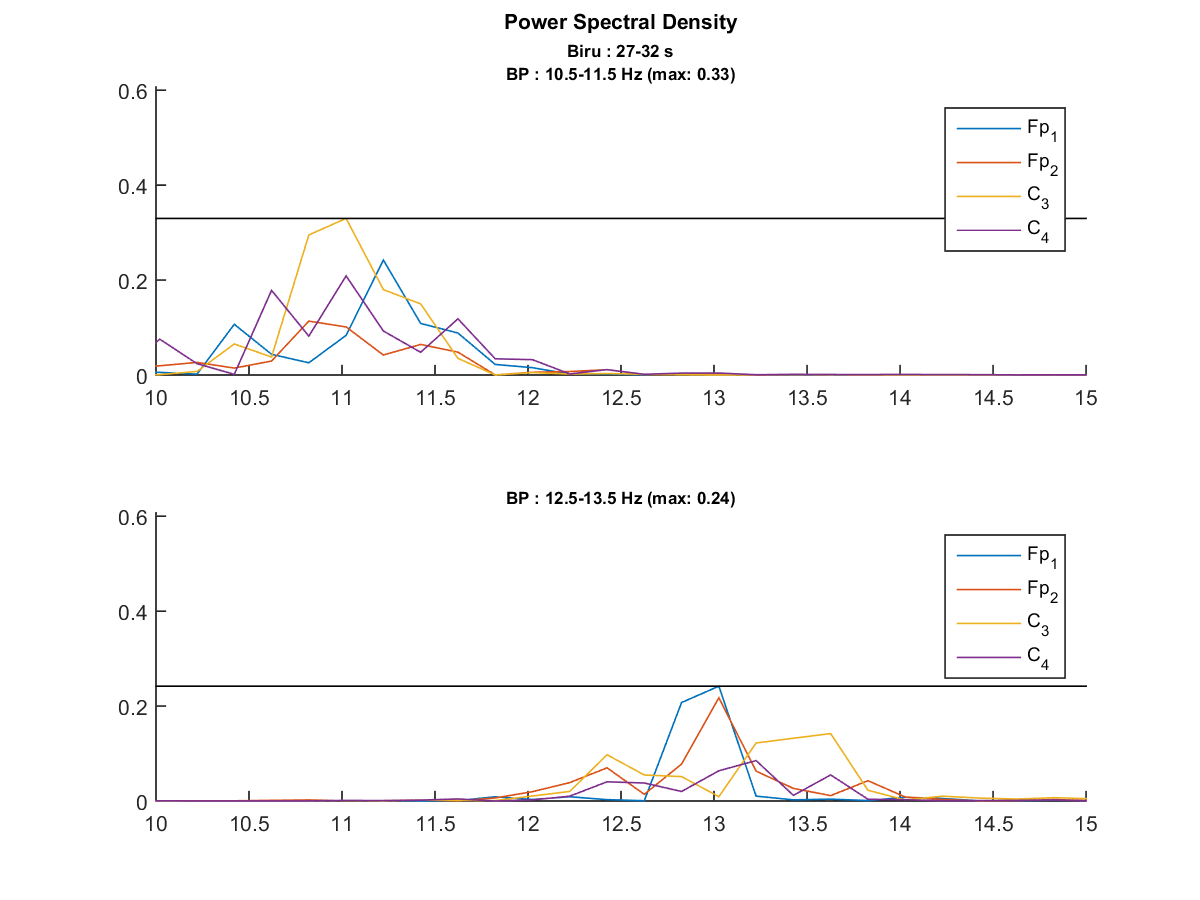 Power Spectral Density
Biru : 27-32 s
BP : 10.5-11.5 Hz (max: 0.33)
0.6
0.4
0.2
0
10 10.5 11 11.5 12 12.5 13 13.5 14 14.5 15
Fp1
Fp2
C3
C4
BP : 12.5-13.5 Hz (max: 0.24)
0.6
0.4
0.2
0
10 10.5 11 11.5 12 12.5 13 13.5 14 14.5 15
Fp1
Fp2
C3
C4